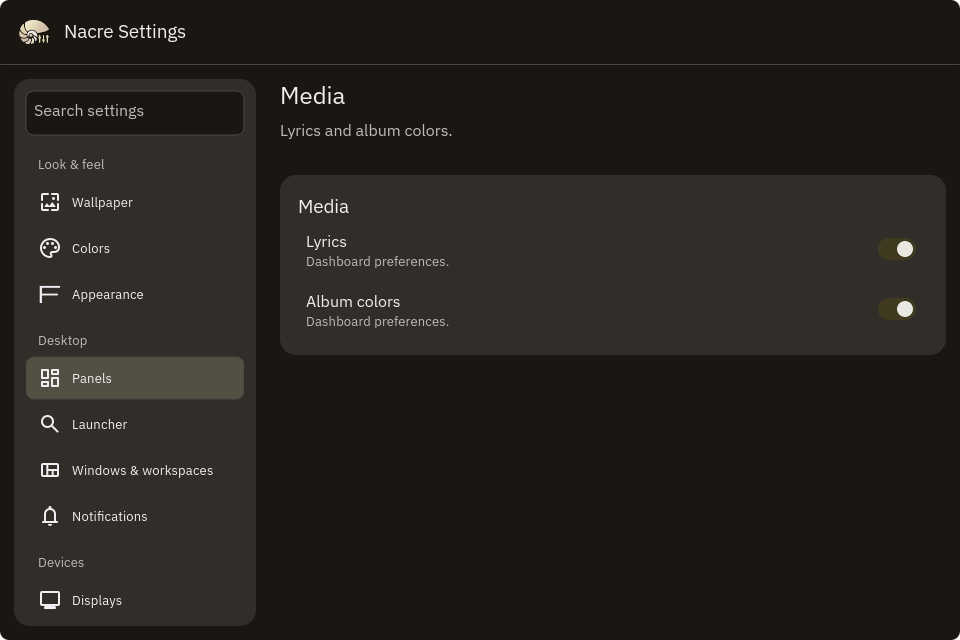 Nacre Settings
Search settings
Look & feel
Wallpaper
Colors
Appearance
Desktop
Panels
Launcher
Windows & workspaces
Notifications
Devices
Displays
Media
Lyrics and album colors.
Media
Lyrics
Dashboard preferences.
Album colors
Dashboard preferences.